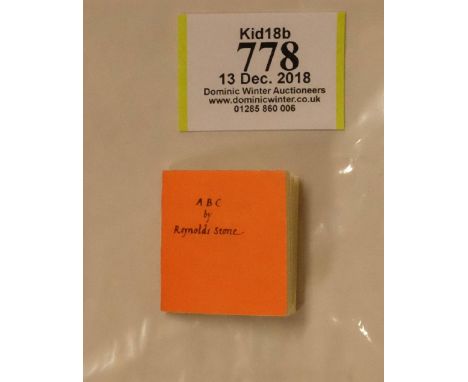 Kid18b
778
13 Dec. 2018
Dominic Winter Auctioneers
www.dominicwinter.co.uk
01285 860 006
A B C
by
Reynolds Stone